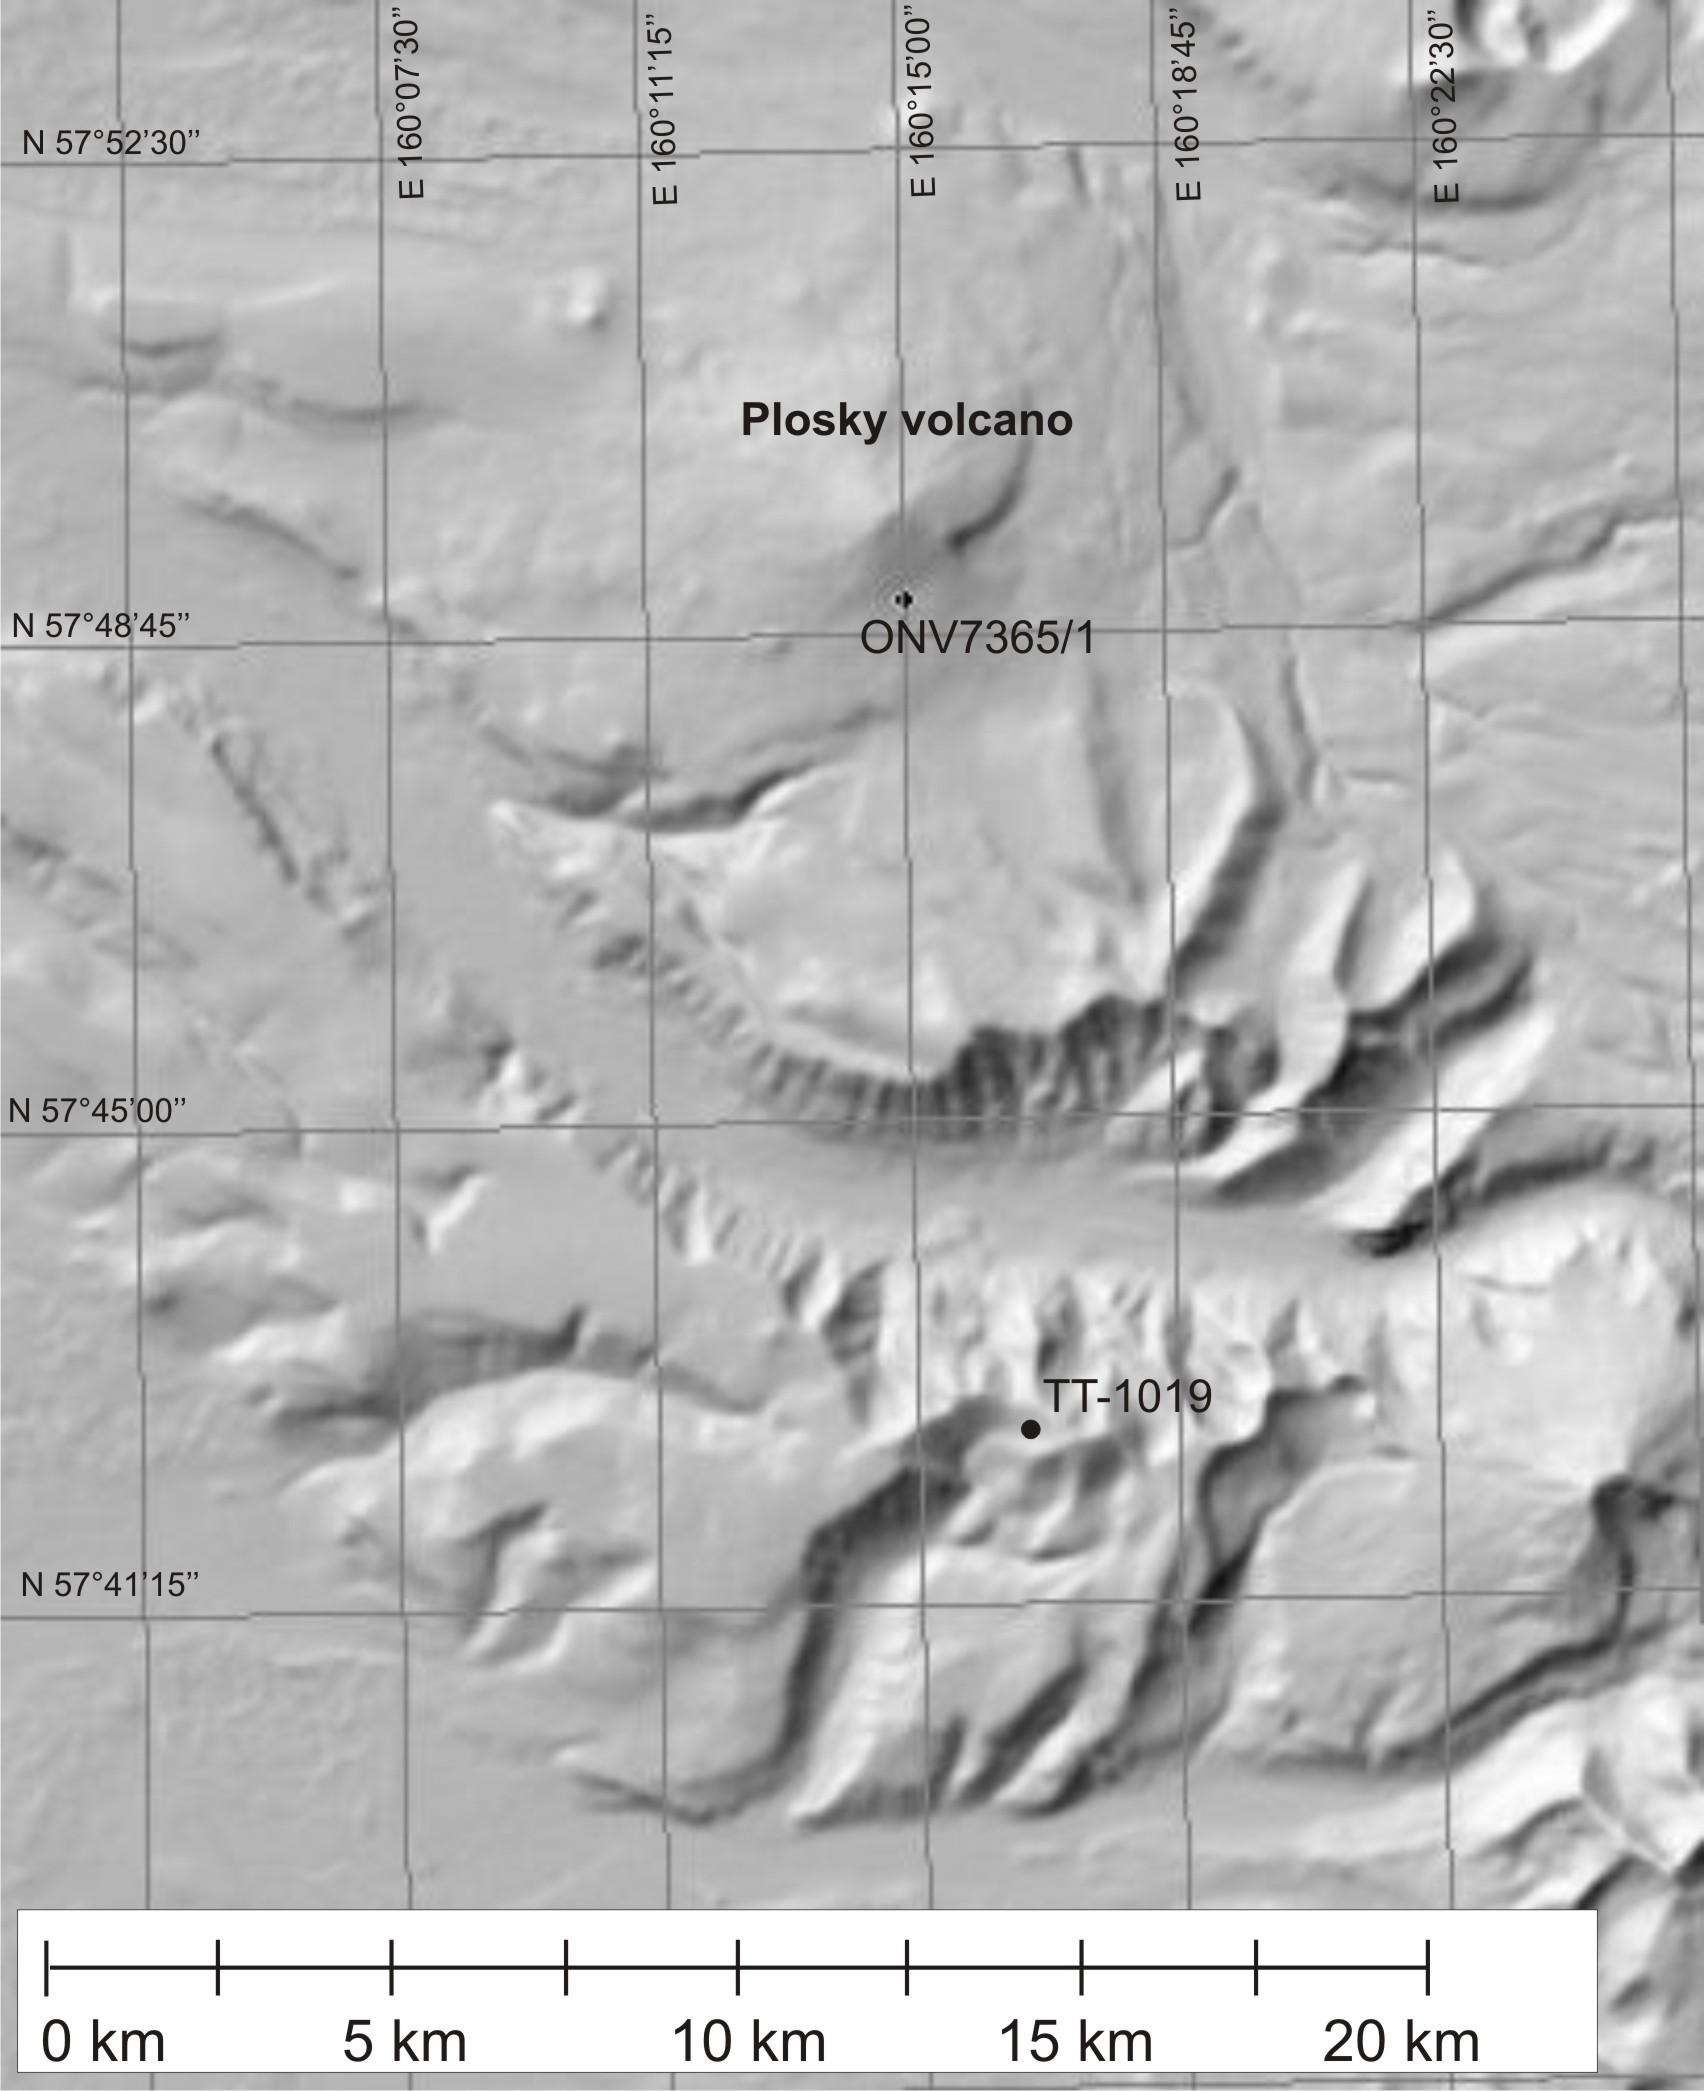 E 160°07’30”
E 160°11’15”
E 160°15’00”
E 160°18’45”
E 160°22’30”
N 57°52’30’’
Plosky volcano
N 57°48’45’’
ONV7365/1
N 57°45’00’’
TT-1019
N 57°41’15’’
0 km 5 km 10 km 15 km 20 km